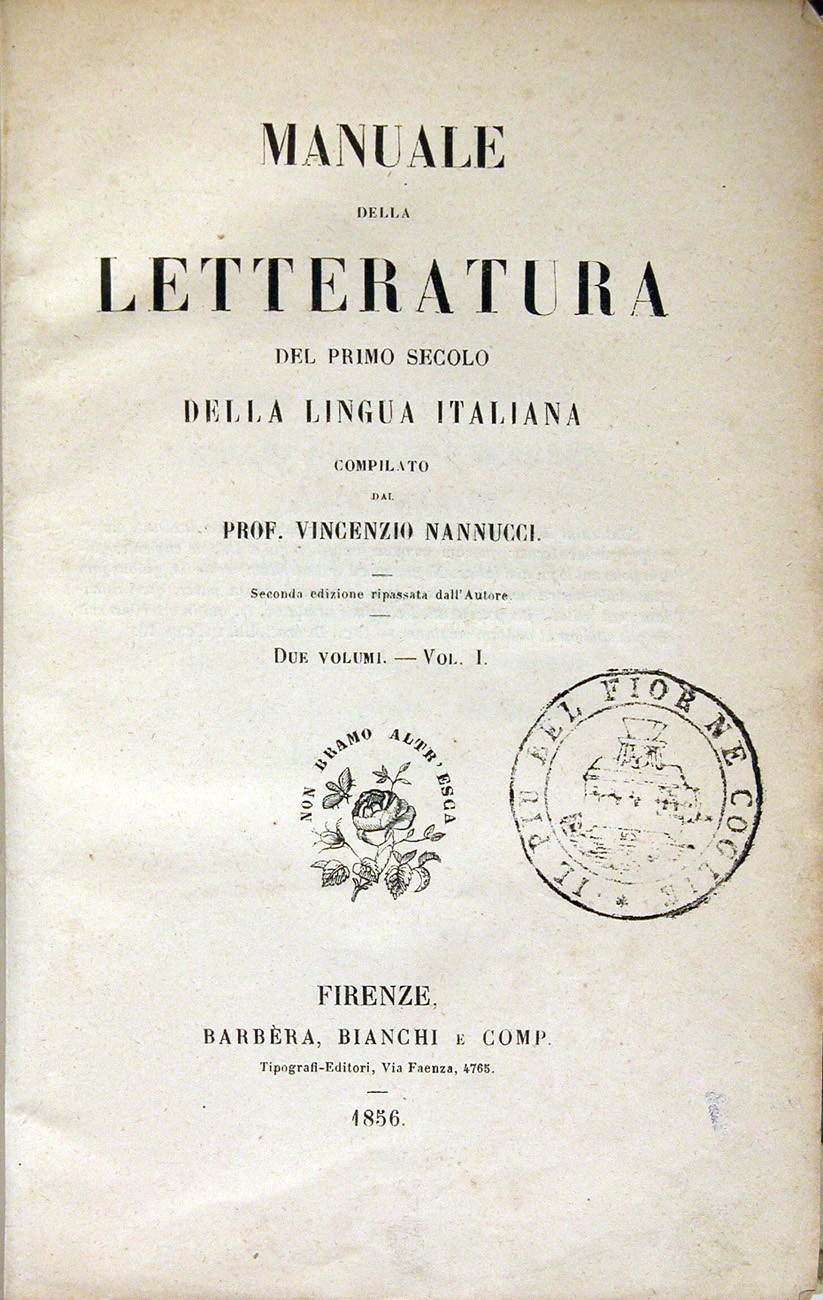 MANUALE
DELLA
LETTERATURA
DEL PRIMO SECOLO
DELLA LINGUA ITALIANA
COMPILATO
DAL
PROF. VINCENZIO NANNUCCI.
Seconda edizione ripassata dall'Autore.
DUE VOLUMI. — VOL. I.
NON BRAMO ALTR' ESCA
IL PIÙ BEL FIOR NE COGLIE *
FIRENZE,
BARBÈRA, BIANCHI E COMP.
Tipografi-Editori, Via Faenza, 4765.
1856.